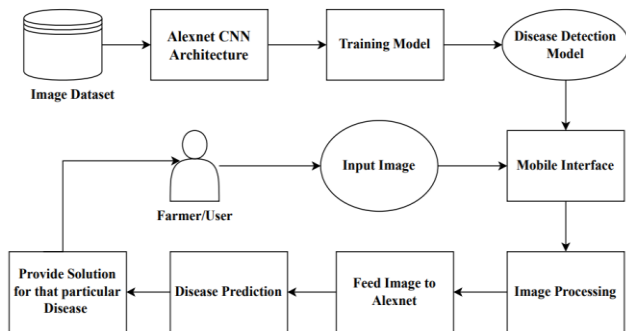 Alexnet CNN
Architecture
Training Model
Disease Detection
Model
Image Dataset
Input Image
Mobile Interface
Farmer/User
Provide Solution
for that particular
Disease
Disease Prediction
Feed Image to
Alexnet
Image Processing